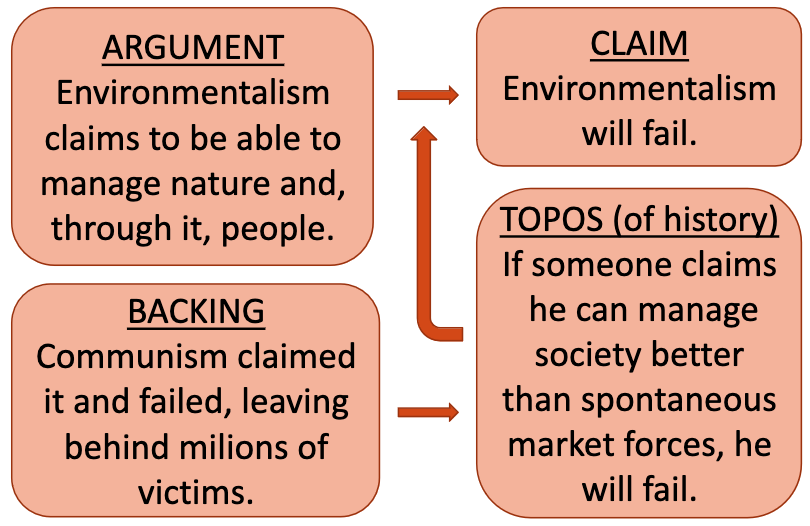 ARGUMENT
Environmentalism
claims to be able to
manage nature and,
through it, people.
CLAIM
Environmentalism
will fail.
BACKING
Communism claimed
it and failed, leaving
behind milions of
victims.
TOPOS (of history)
If someone claims
he can manage
society better
than spontaneous
market forces, he
will fail.